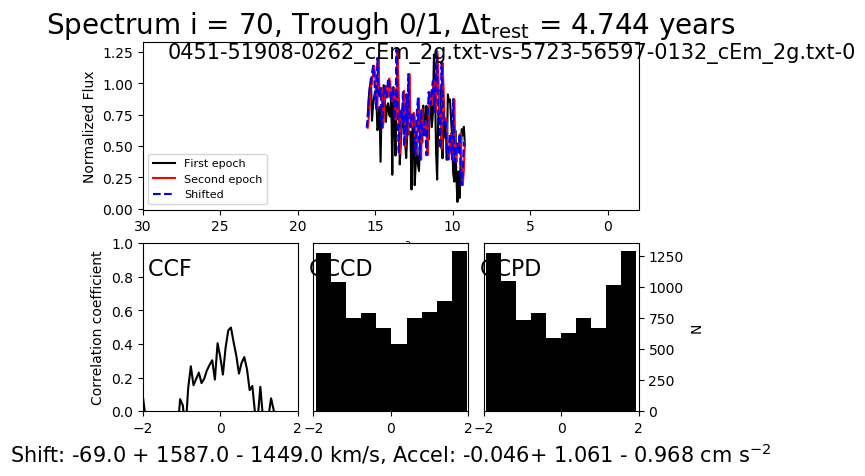 Spectrum i = 70, Trough 0/1, Δt_rest = 4.744 years
0451-51908-0262_cEm_2g.txt-vs-5723-56597-0132_cEm_2g.txt-0
Normalized Flux
1.25
1.00
0.75
0.50
0.25
0.00
First epoch
Second epoch
Shifted
30 25 20 15 10 5 0
Correlation coefficient
1.0
0.8
0.6
0.4
0.2
0.0
CCF
-2 0 2
CCCD
-2 0 2
CCPD
-2 0 2
1250
1000
750
500
250
0
N
Shift: -69.0 + 1587.0 - 1449.0 km/s, Accel: -0.046+ 1.061 - 0.968 cm s⁻²